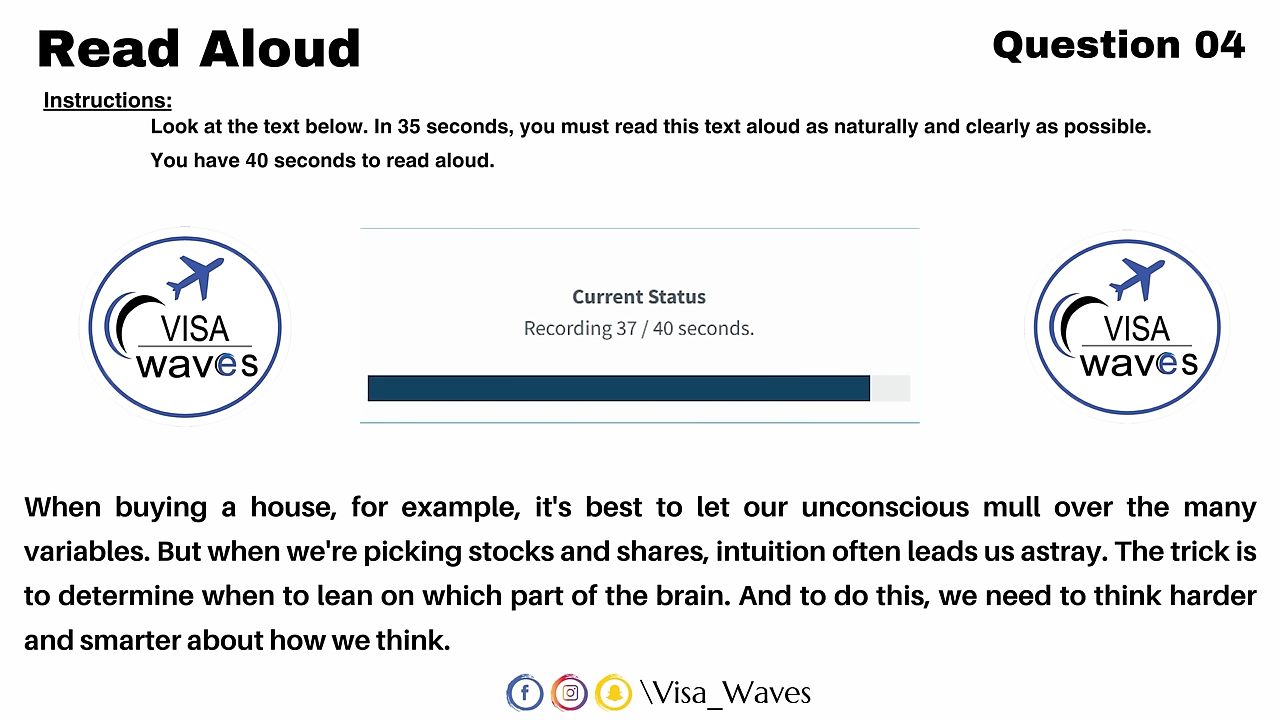 Read Aloud
Question 04
Instructions:
Look at the text below. In 35 seconds, you must read this text aloud as naturally and clearly as possible.
You have 40 seconds to read aloud.
VISA
waves
Current Status
Recording 37 / 40 seconds.
VISA
waves
When buying a house, for example, it's best to let our unconscious mull over the many
variables. But when we're picking stocks and shares, intuition often leads us astray. The trick is
to determine when to lean on which part of the brain. And to do this, we need to think harder
and smarter about how we think.
\Visa_Waves